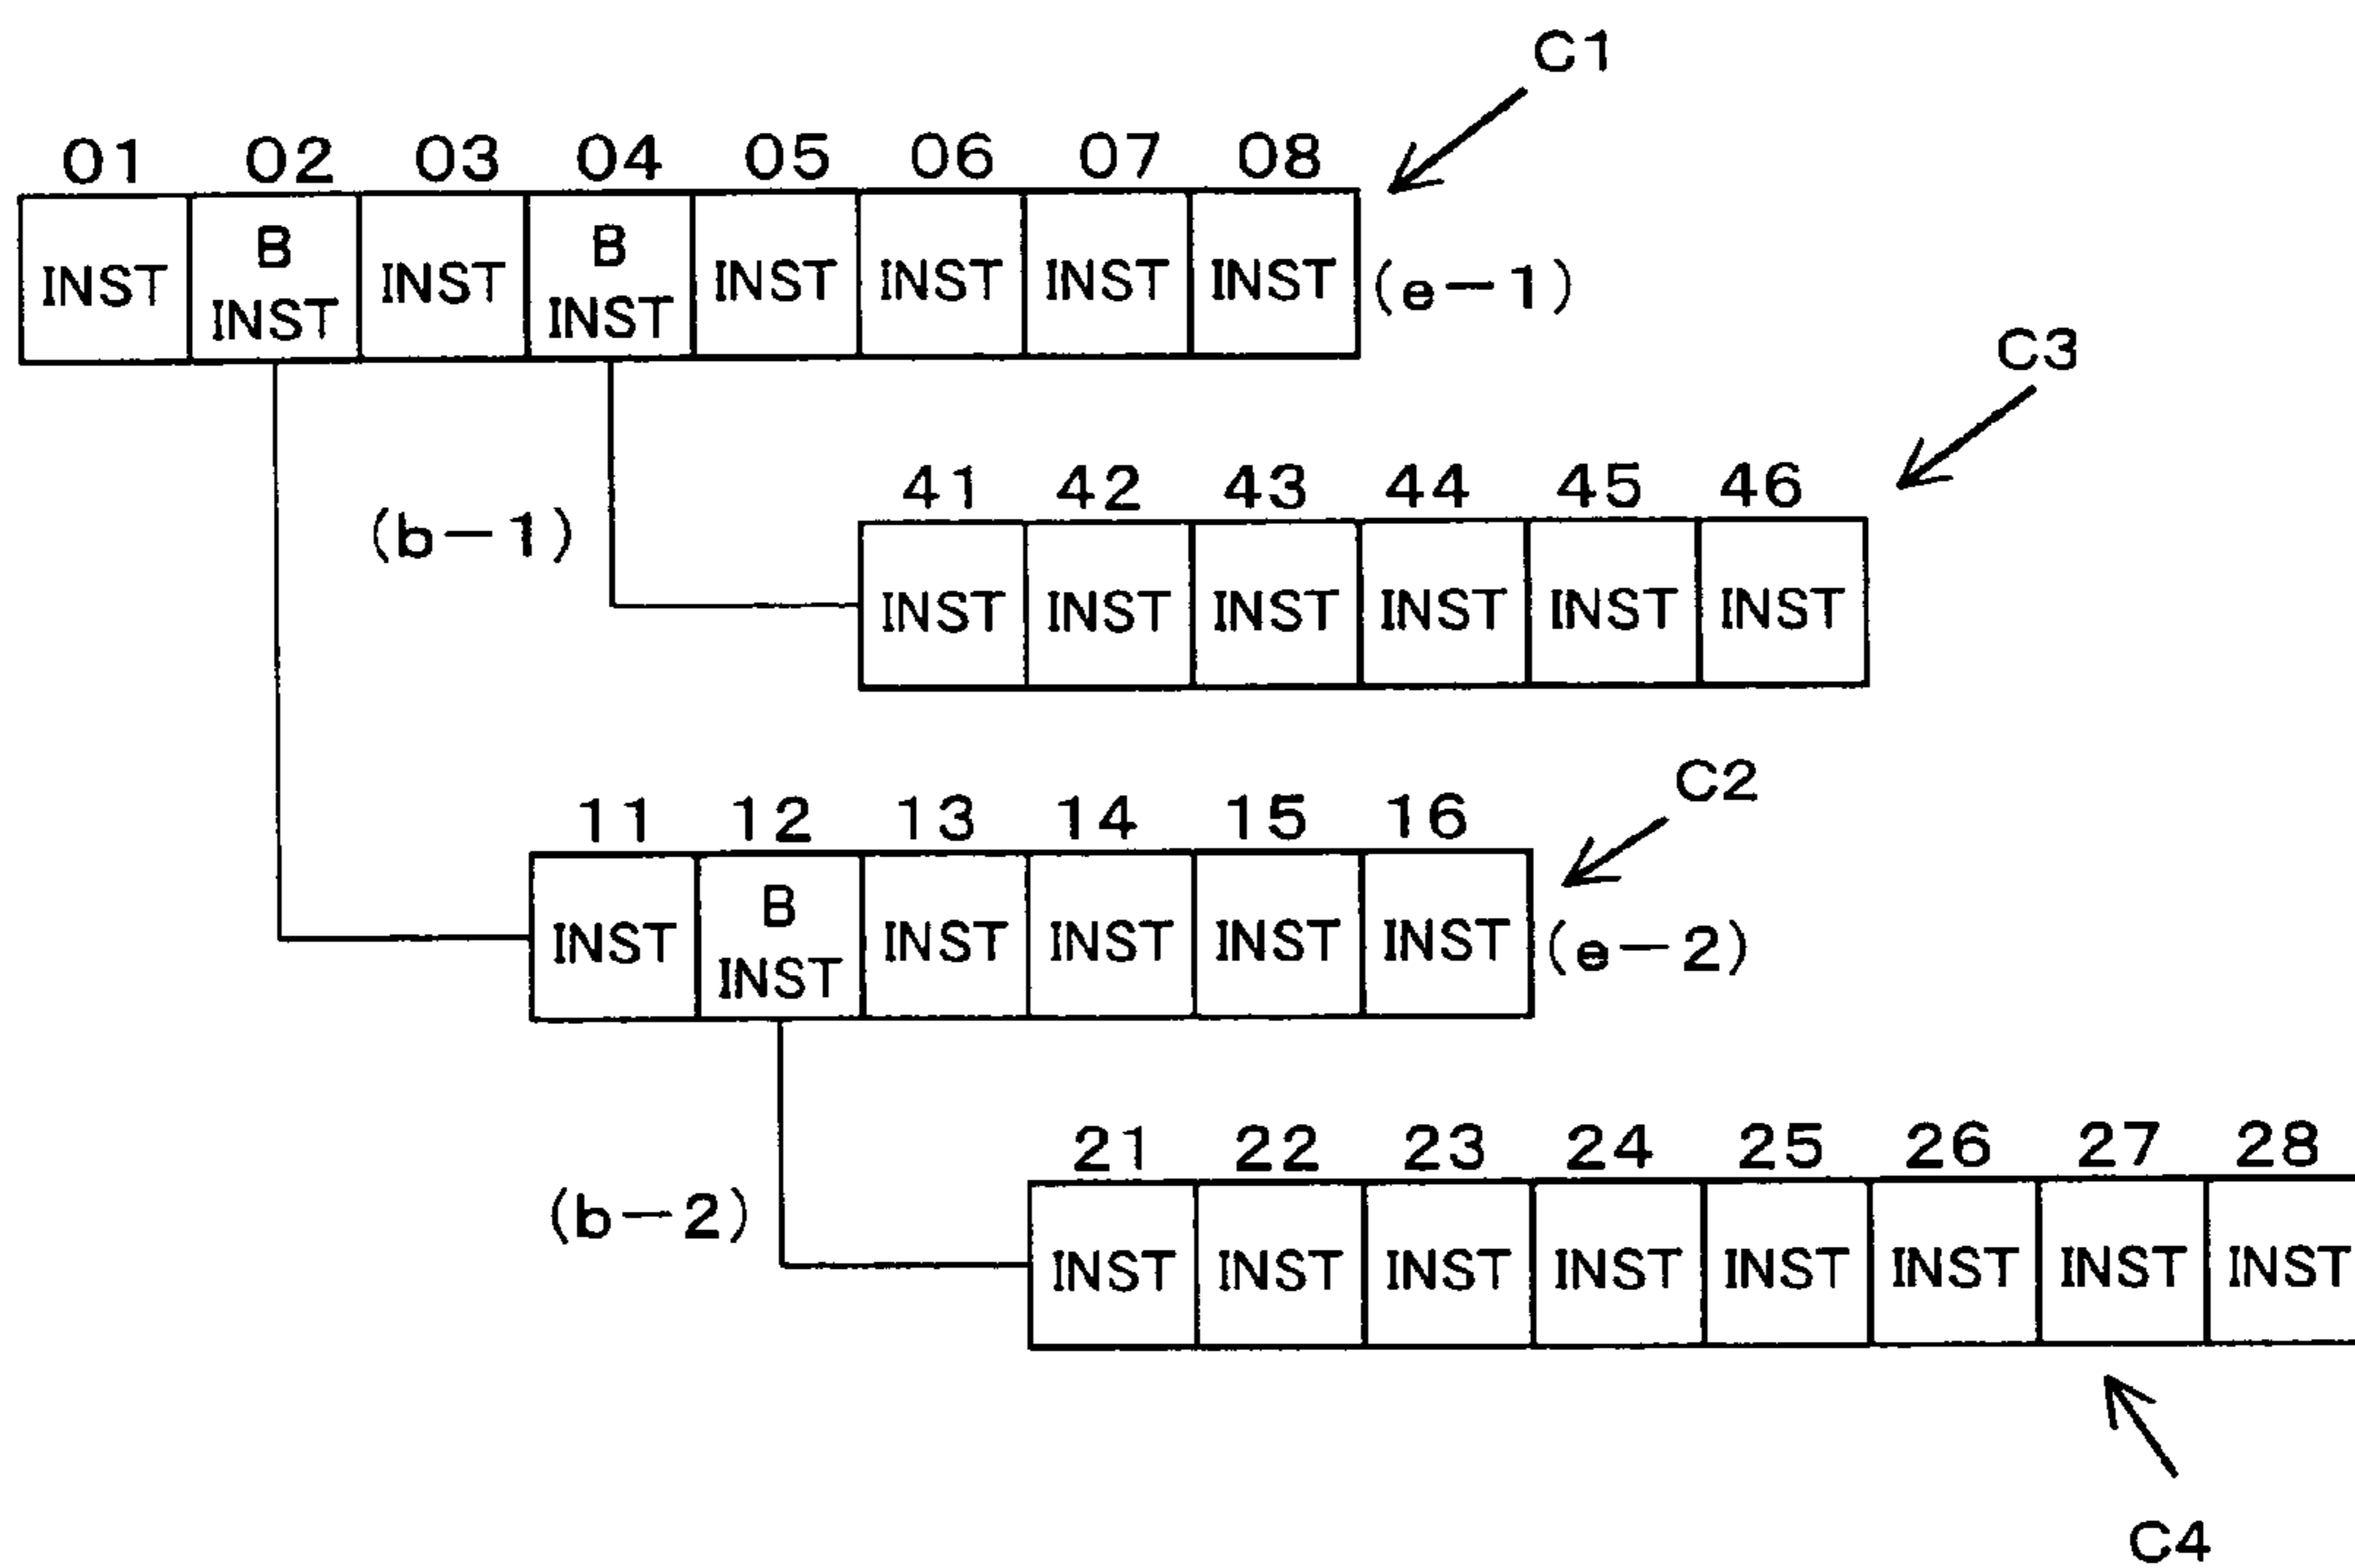 C1
01 02 03 04 05 06 07 08
INST B INST INST B INST INST INST INST INST (e-1)
C3
41 42 43 44 45 46
(b-1)
INST INST INST INST INST INST
C2
11 12 13 14 15 16
INST B INST INST INST INST INST (e-2)
21 22 23 24 25 26 27 28
(b-2)
INST INST INST INST INST INST INST INST
C4